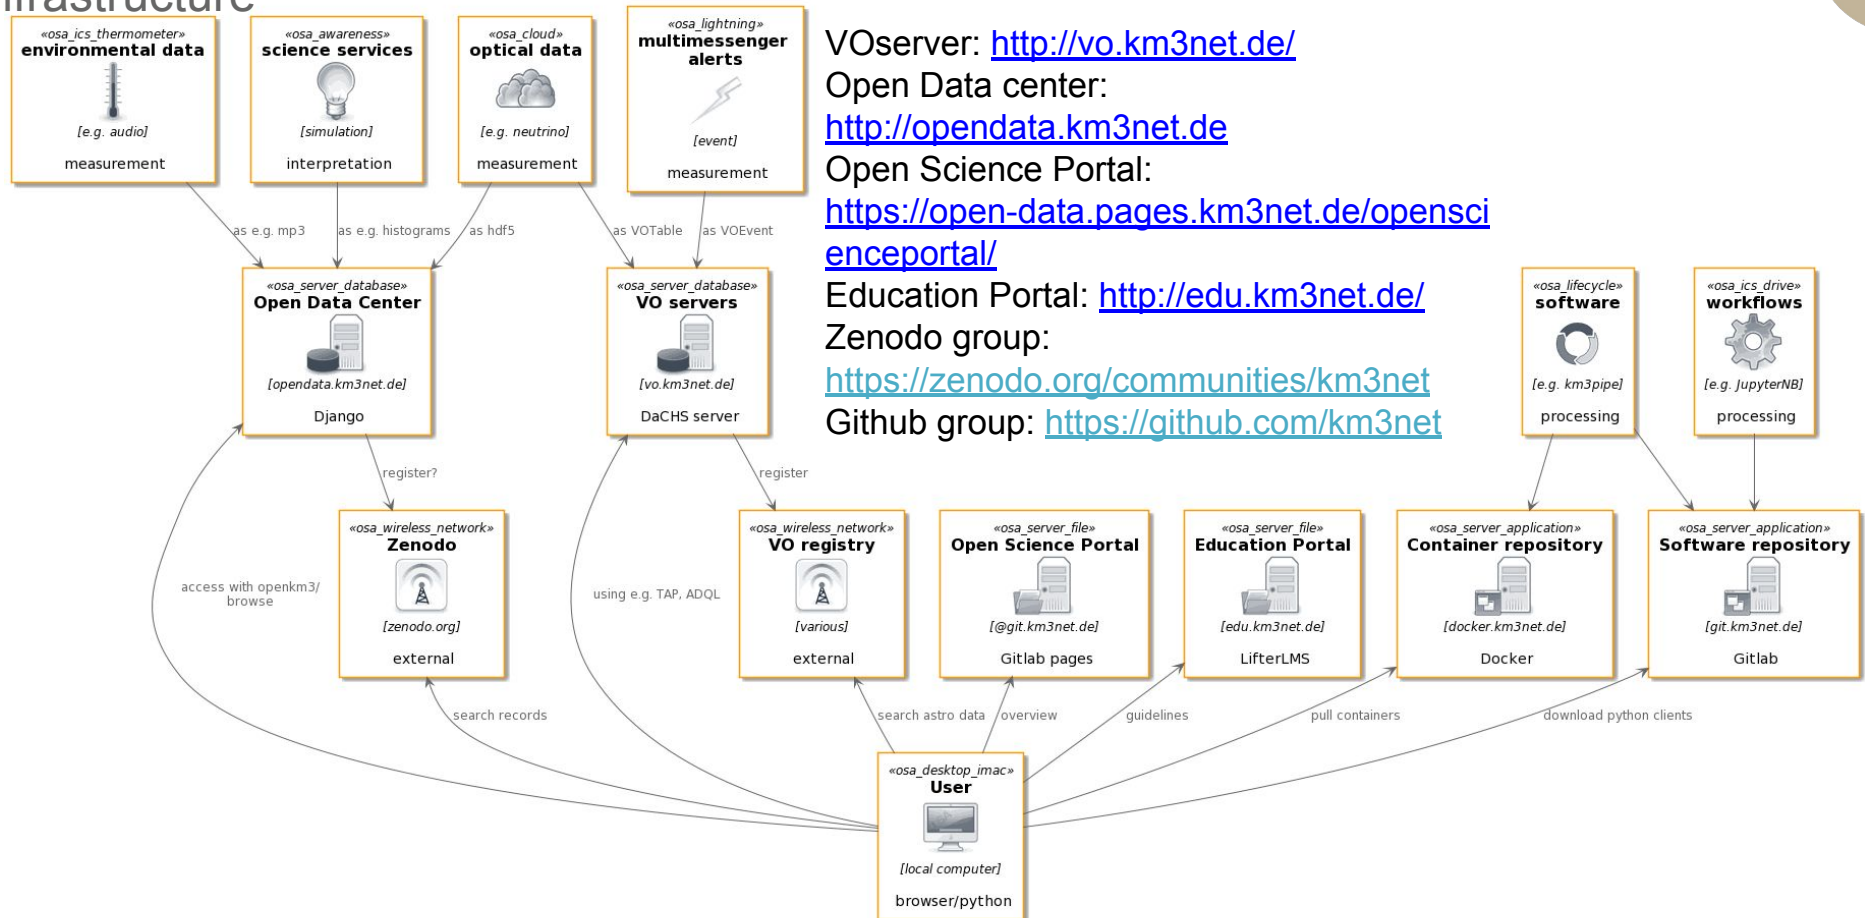 nfrastructure
«osa_ics_thermometer»
environmental data
[e.g. audio]
measurement
«osa_awareness»
science services
[simulation]
interpretation
«osa_cloud»
optical data
[e.g. neutrino]
measurement
«osa_lightning»
multimessenger
alerts
[event]
measurement
VOserver: http://vo.km3net.de/
Open Data center:
http://opendata.km3net.de
Open Science Portal:
https://open-data.pages.km3net.de/opensci
enceportal/
Education Portal: http://edu.km3net.de/
Zenodo group:
https://zenodo.org/communities/km3net
Github group: https://github.com/km3net
as e.g. mp3
as e.g. histograms
as hdf5
as VOTable
as VOEvent
«osa_server_database»
Open Data Center
[opendata.km3net.de]
Django
«osa_server_database»
VO servers
[vo.km3net.de]
DaCHS server
«osa_lifecycle»
software
[e.g. km3pipe]
processing
«osa_ics_drive»
workflows
[e.g. JupyterNB]
processing
register?
register
«osa_wireless_network»
Zenodo
[zenodo.org]
external
«osa_wireless_network»
VO registry
[various]
external
«osa_server_file»
Open Science Portal
[@git.km3net.de]
Gitlab pages
«osa_server_file»
Education Portal
[edu.km3net.de]
LifterLMS
«osa_server_application»
Container repository
[docker.km3net.de]
Docker
«osa_server_application»
Software repository
[git.km3net.de]
Gitlab
access with openkm3/
browse
using e.g. TAP, ADQL
search records
search astro data
overview
guidelines
pull containers
download python clients
«osa_desktop_imac»
User
[local computer]
browser/python